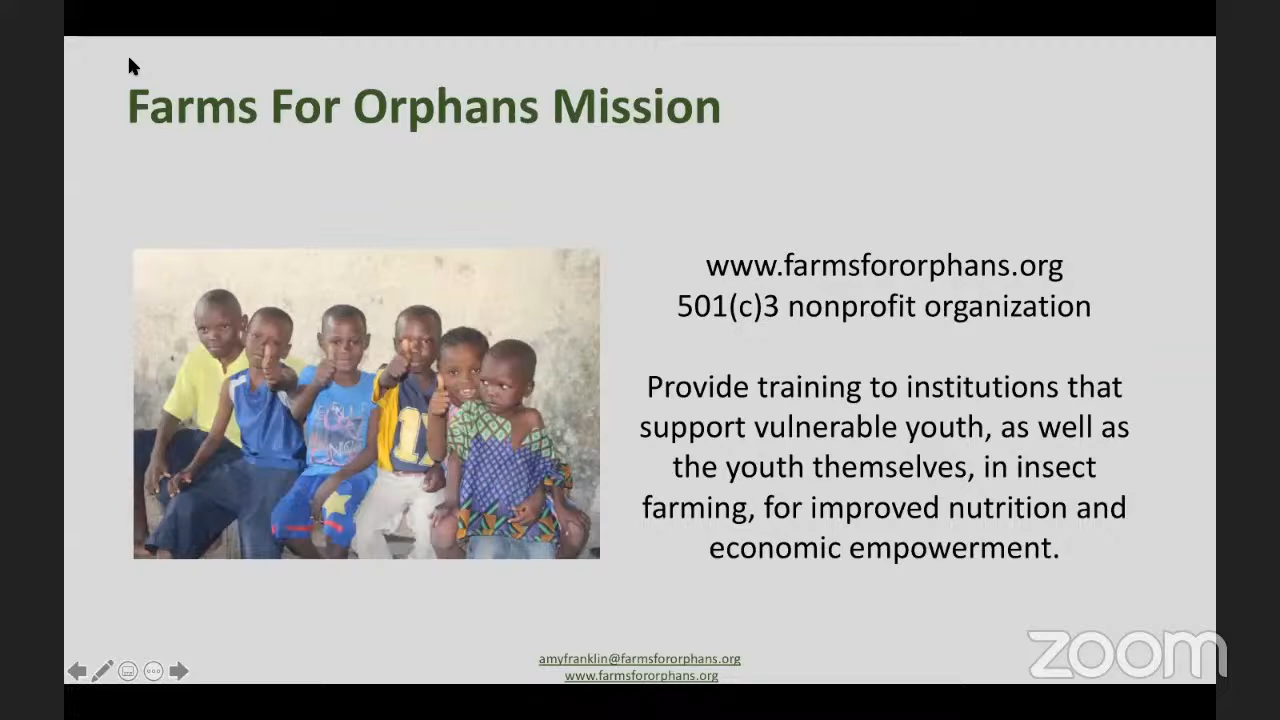 Farms For Orphans Mission
www.farmsfororphans.org
501(c)3 nonprofit organization
Provide training to institutions that
support vulnerable youth, as well as
the youth themselves, in insect
farming, for improved nutrition and
economic empowerment.
amyfranklin@farmsfororphans.org
www.farmsfororphans.org
zoom